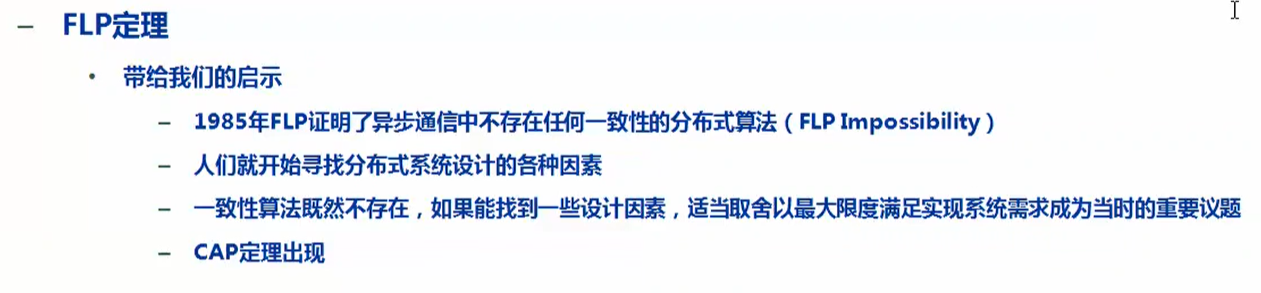 – FLP定理
• 带给我们的启示
– 1985年FLP证明了异步通信中不存在任何一致性的分布式算法（FLP Impossibility）
– 人们就开始寻找分布式系统设计的各种因素
– 一致性算法既然不存在，如果能找到一些设计因素，适当取舍以最大限度满足实现系统需求成为当时的重要议题
– CAP定理出现